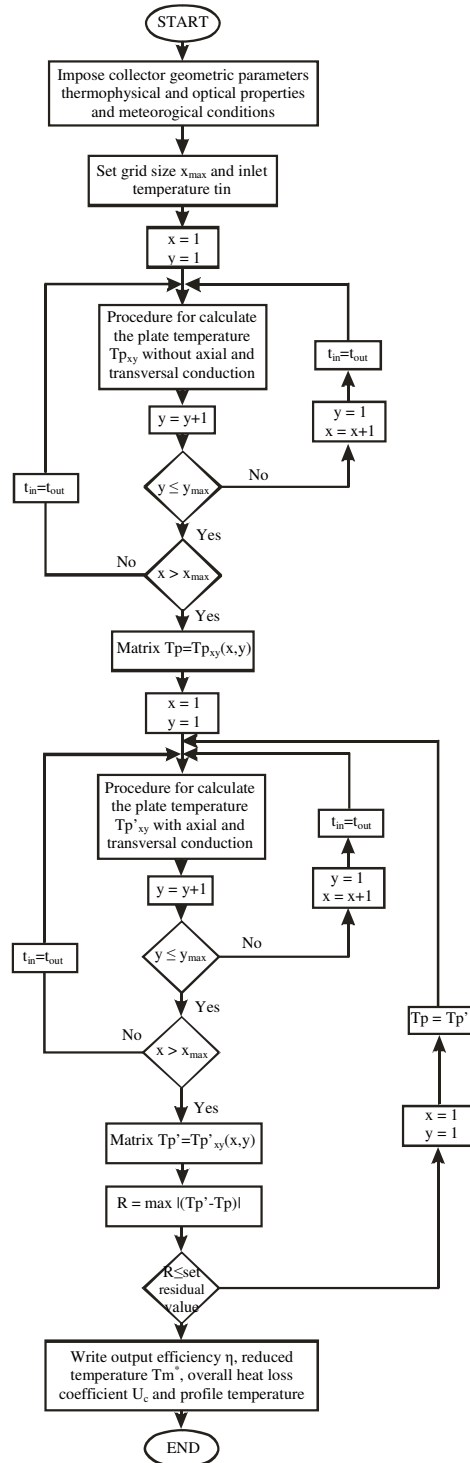 START
Impose collector geometric parameters
thermophysical and optical properties
and meteorogical conditions
Set grid size xmax and inlet
temperature tin
x = 1
y = 1
Procedure for calculate
the plate temperature
Tpxy without axial and
transversal conduction
tin=tout
y = y+1
y = 1
x = x+1
No
tin=tout
y ≤ ymax
Yes
No
x > xmax
Yes
Matrix Tp=Tpxy(x,y)
x = 1
y = 1
Procedure for calculate
the plate temperature
Tp’xy with axial and
transversal conduction
tin=tout
y = y+1
y = 1
x = x+1
No
tin=tout
y ≤ ymax
Yes
Tp = Tp’
No
x > xmax
Yes
x = 1
y = 1
Matrix Tp’=Tp’xy(x,y)
R = max |(Tp’-Tp)|
R≤set
residual
value
Write output efficiency η, reduced
temperature Tm*, overall heat loss
coefficient Uc and profile temperature
END